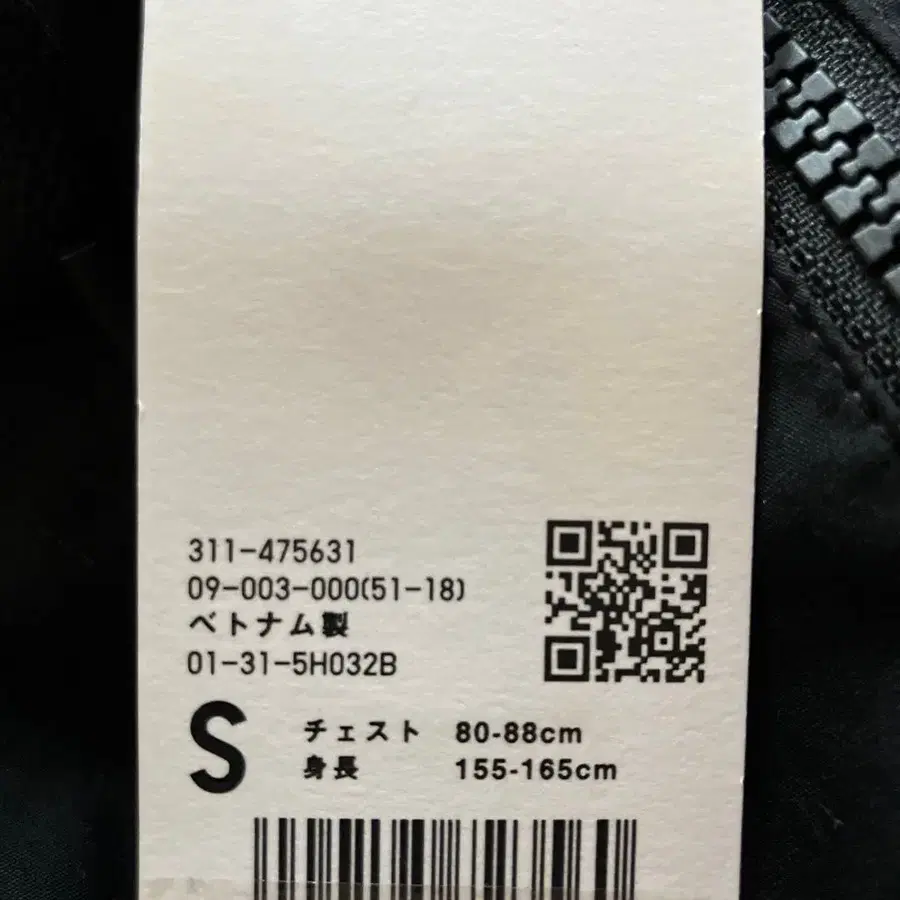 311-475631
09-003-000(51-18)
ベトナム製
01-31-5H032B
S
チェスト 80-88cm
身長 155-165cm